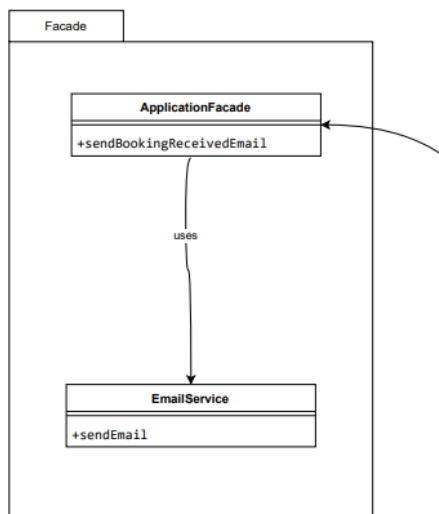 Facade
ApplicationFacade
+sendBookingReceivedEmail
uses
EmailService
+sendEmail